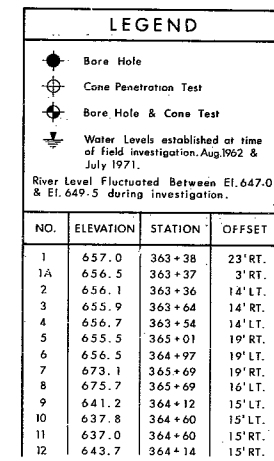 LEGEND
Bore Hole
Cone Penetration Test
Bore Hole & Cone Test
Water Levels established at time
of field investigation. Aug.1962 &
July 1971.
River Level Fluctuated Between El. 647.0
& El. 649.5 during investigation.
NO. ELEVATION STATION OFFSET
1 657.0 363+38 23' RT.
1A 656.5 363+37 3' RT.
2 656.1 363+36 14' LT.
3 655.9 363+64 14' RT.
4 656.7 363+54 14' LT.
5 655.5 365+01 19' RT.
6 656.5 364+97 19' LT.
7 673.1 365+69 19' RT.
8 675.7 365+69 16' LT.
9 641.2 364+12 15' LT.
10 637.8 364+60 15' LT.
11 637.0 364+60 15' RT.
12 643.7 364+14 15' RT.